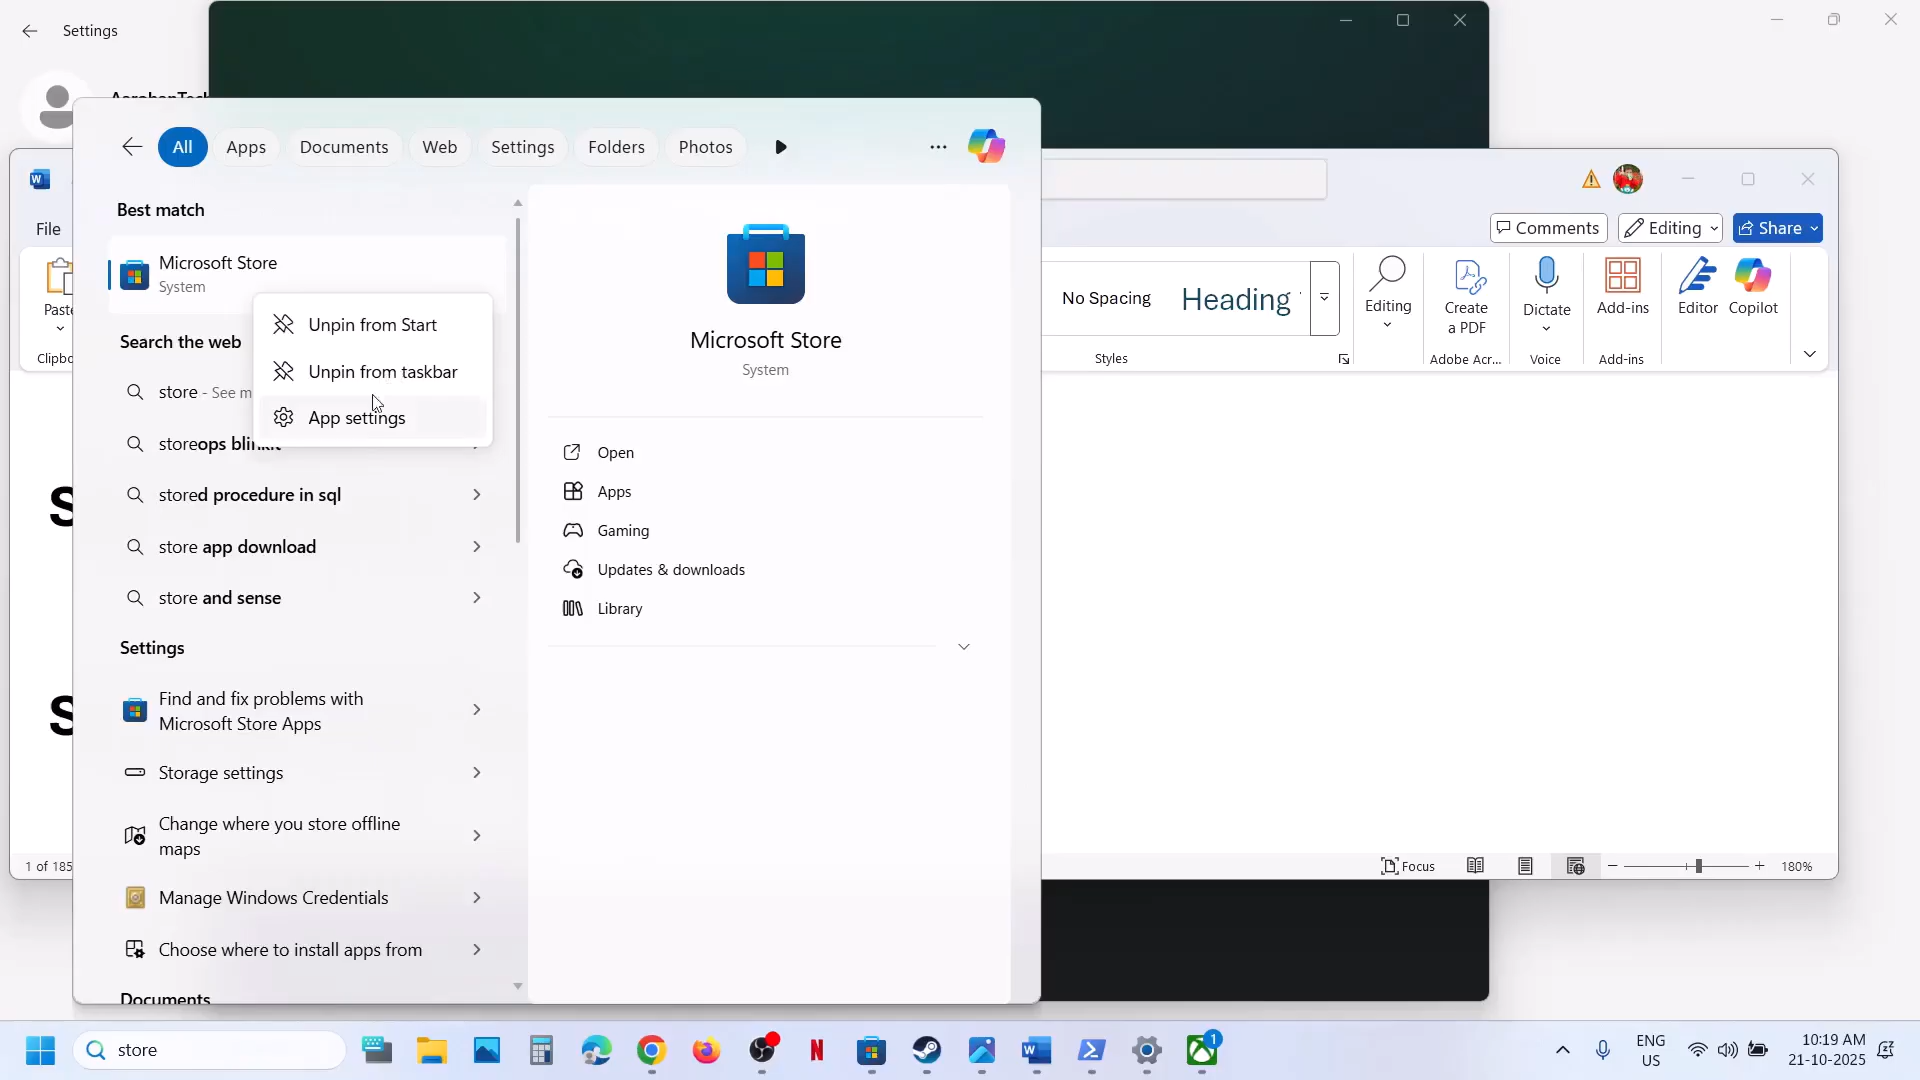 Settings
All
Apps
Documents
Web
Settings
Folders
Photos
Best match
Microsoft Store
System
Unpin from Start
Unpin from taskbar
App settings
Search the web
store - See m
storeops blinkit
stored procedure in sql
store app download
store and sense
Settings
Find and fix problems with
Microsoft Store Apps
Storage settings
Change where you store offline
maps
Manage Windows Credentials
Choose where to install apps from
Documents
Microsoft Store
System
Open
Apps
Gaming
Updates & downloads
Library
File
Paste
Clipbo
S
S
1 of 185
Comments
Editing
Share
No Spacing
Heading
Styles
Editing
Create
a PDF
Adobe Acr...
Dictate
Voice
Add-ins
Add-ins
Editor
Copilot
Focus
180%
store
1
ENG
US
10:19 AM
21-10-2025